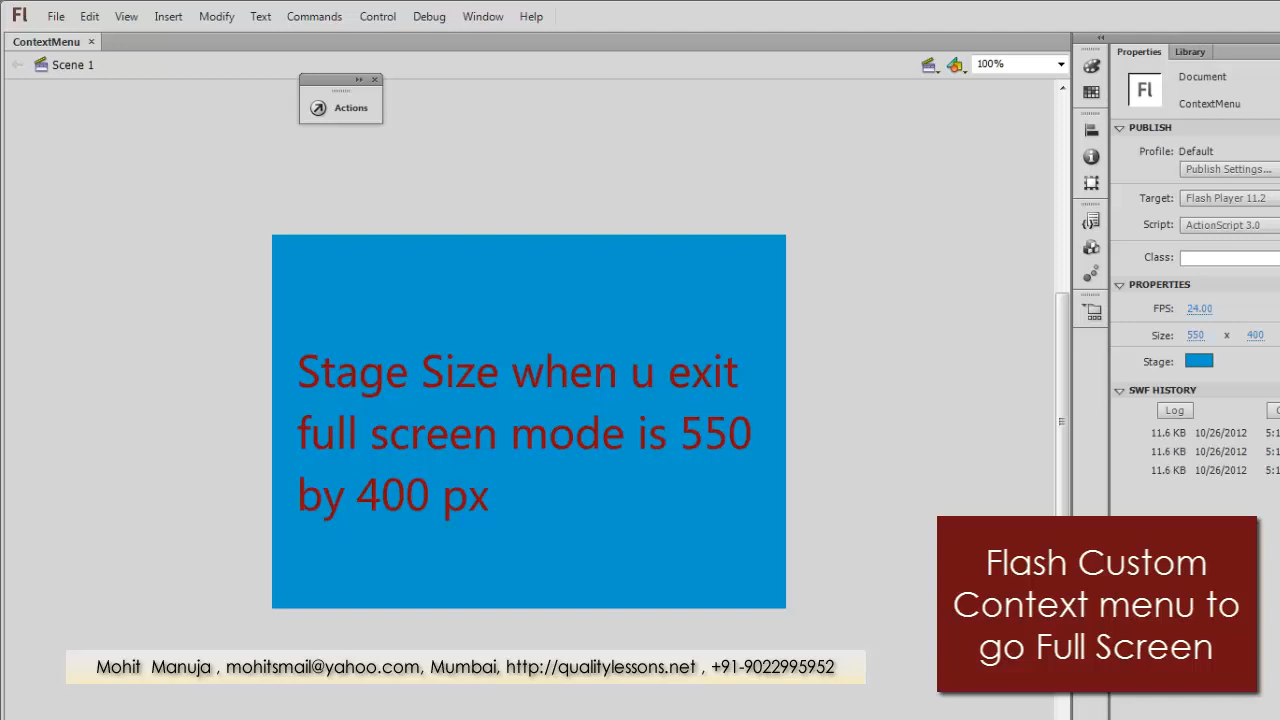 Fl File Edit View Insert Modify Text Commands Control Debug Window Help
ContextMenu ×
Scene 1
100%
Actions
Properties Library
Fl
Document
ContextMenu
PUBLISH
Profile: Default
Publish Settings...
Target: Flash Player 11.2
Script: ActionScript 3.0
Class:
PROPERTIES
FPS: 24.00
Size: 550 x 400
Stage:
SWF HISTORY
Log
11.6 KB 10/26/2012
11.6 KB 10/26/2012
11.6 KB 10/26/2012
Stage Size when u exit
full screen mode is 550
by 400 px
Flash Custom
Context menu to
go Full Screen
Mohit Manuja , mohitsmail@yahoo.com, Mumbai, http://qualitylessons.net , +91-9022995952